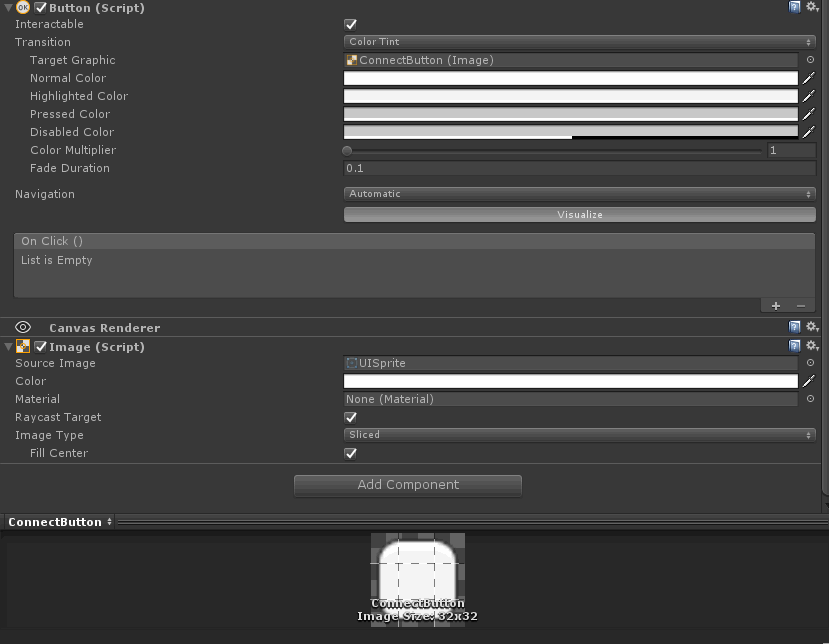 OK Button (Script)
Interactable
Transition Color Tint
Target Graphic ConnectButton (Image)
Normal Color
Highlighted Color
Pressed Color
Disabled Color
Color Multiplier 1
Fade Duration 0.1
Navigation Automatic
Visualize
On Click ()
List is Empty
+ −
Canvas Renderer
Image (Script)
Source Image UISprite
Color
Material None (Material)
Raycast Target
Image Type Sliced
Fill Center
Add Component
ConnectButton
ConnectButton
Image Size: 32x32